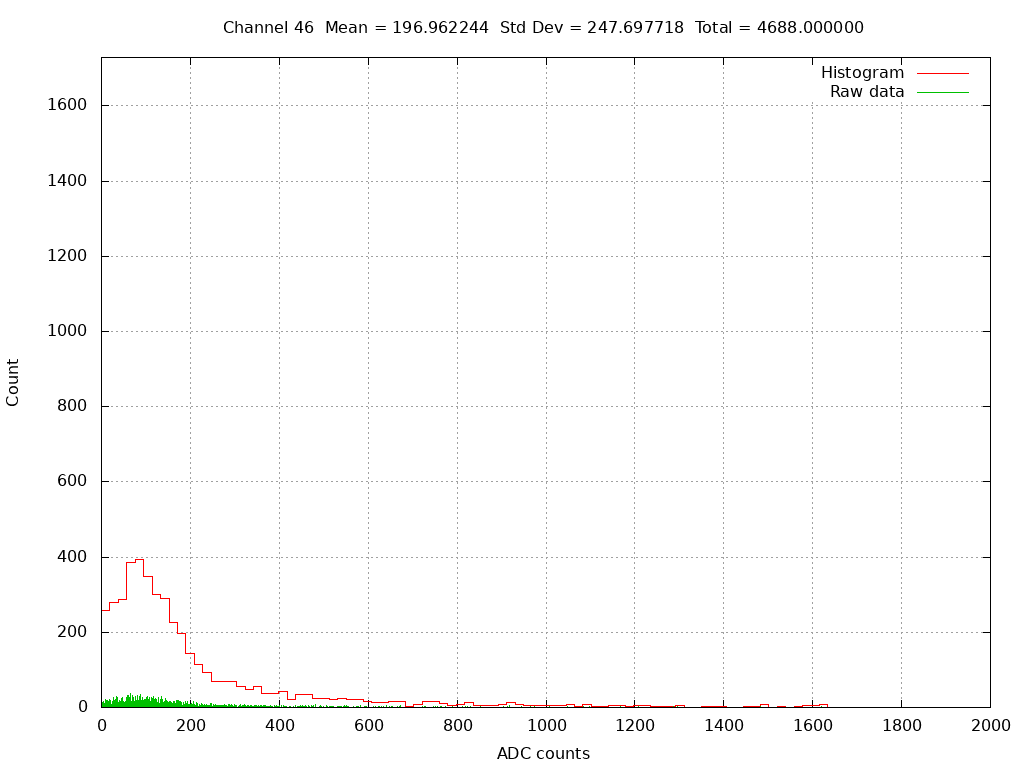 Channel 46  Mean = 196.962244  Std Dev = 247.697718  Total = 4688.000000
Histogram
Raw data
1600
1400
1200
1000
800
600
400
200
0
Count
0 200 400 600 800 1000 1200 1400 1600 1800 2000
ADC counts